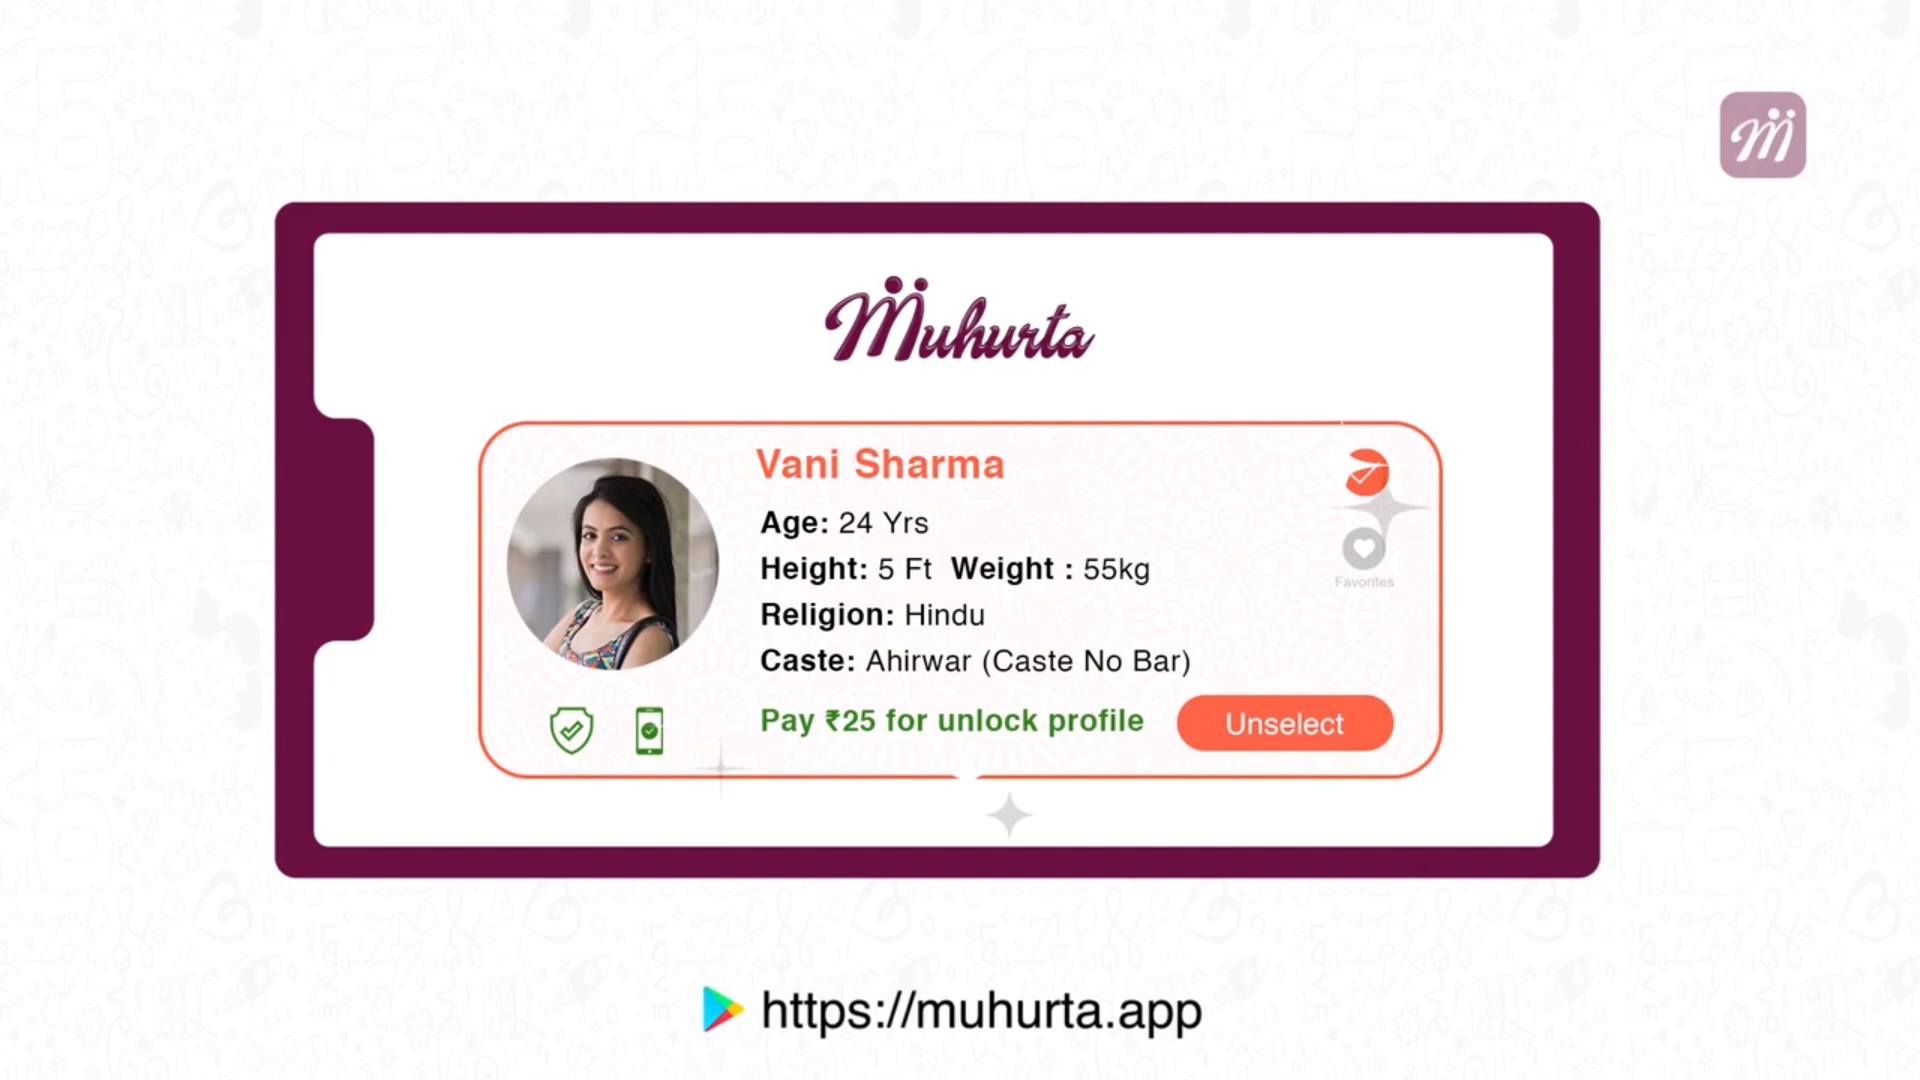 Muhurta
Vani Sharma
Age: 24 Yrs
Height: 5 Ft Weight : 55kg
Favorites
Religion: Hindu
Caste: Ahirwar (Caste No Bar)
Pay ₹25 for unlock profile
Unselect
https://muhurta.app